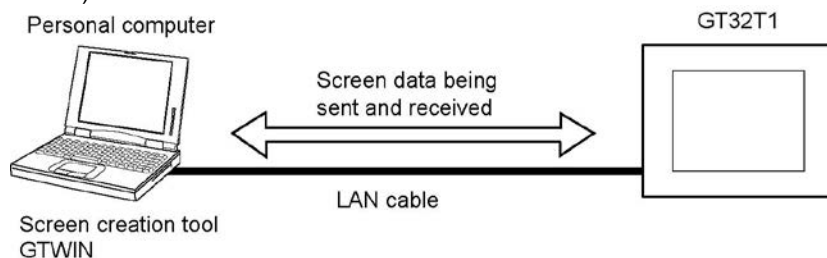 Personal computer
GT32T1
Screen data being
sent and received
LAN cable
Screen creation tool
GTWIN